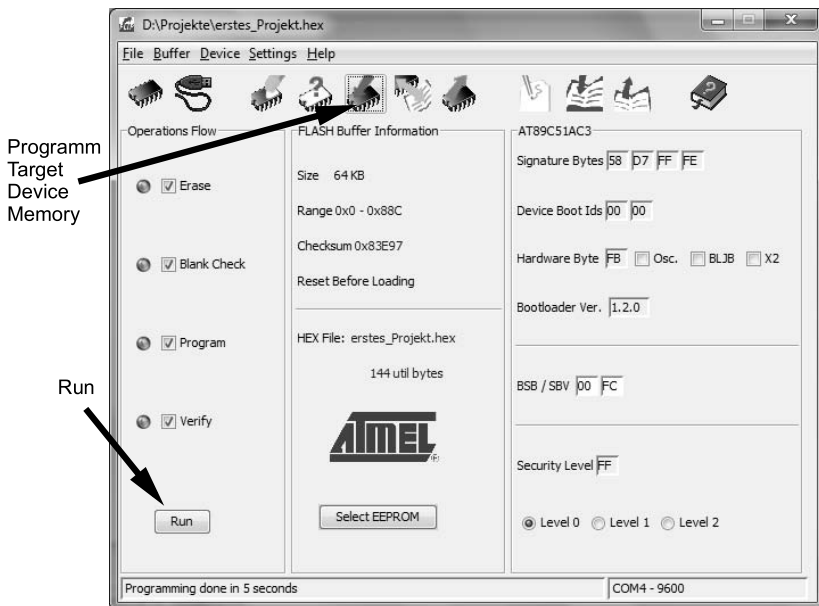 D:\Projekte\erstes_Projekt.hex
File Buffer Device Settings Help
Programm
Target
Device
Memory
Run
Operations Flow
Erase
Blank Check
Program
Verify
Run
FLASH Buffer Information
Size 64 KB
Range 0x0 - 0x88C
Checksum 0x83E97
Reset Before Loading
HEX File: erstes_Projekt.hex
144 util bytes
ATMEL®
Select EEPROM
AT89C51AC3
Signature Bytes 58 D7 FF FE
Device Boot Ids 00 00
Hardware Byte FB Osc. BLJB X2
Bootloader Ver. 1.2.0
BSB / SBV 00 FC
Security Level FF
Level 0 Level 1 Level 2
Programming done in 5 seconds
COM4 - 9600